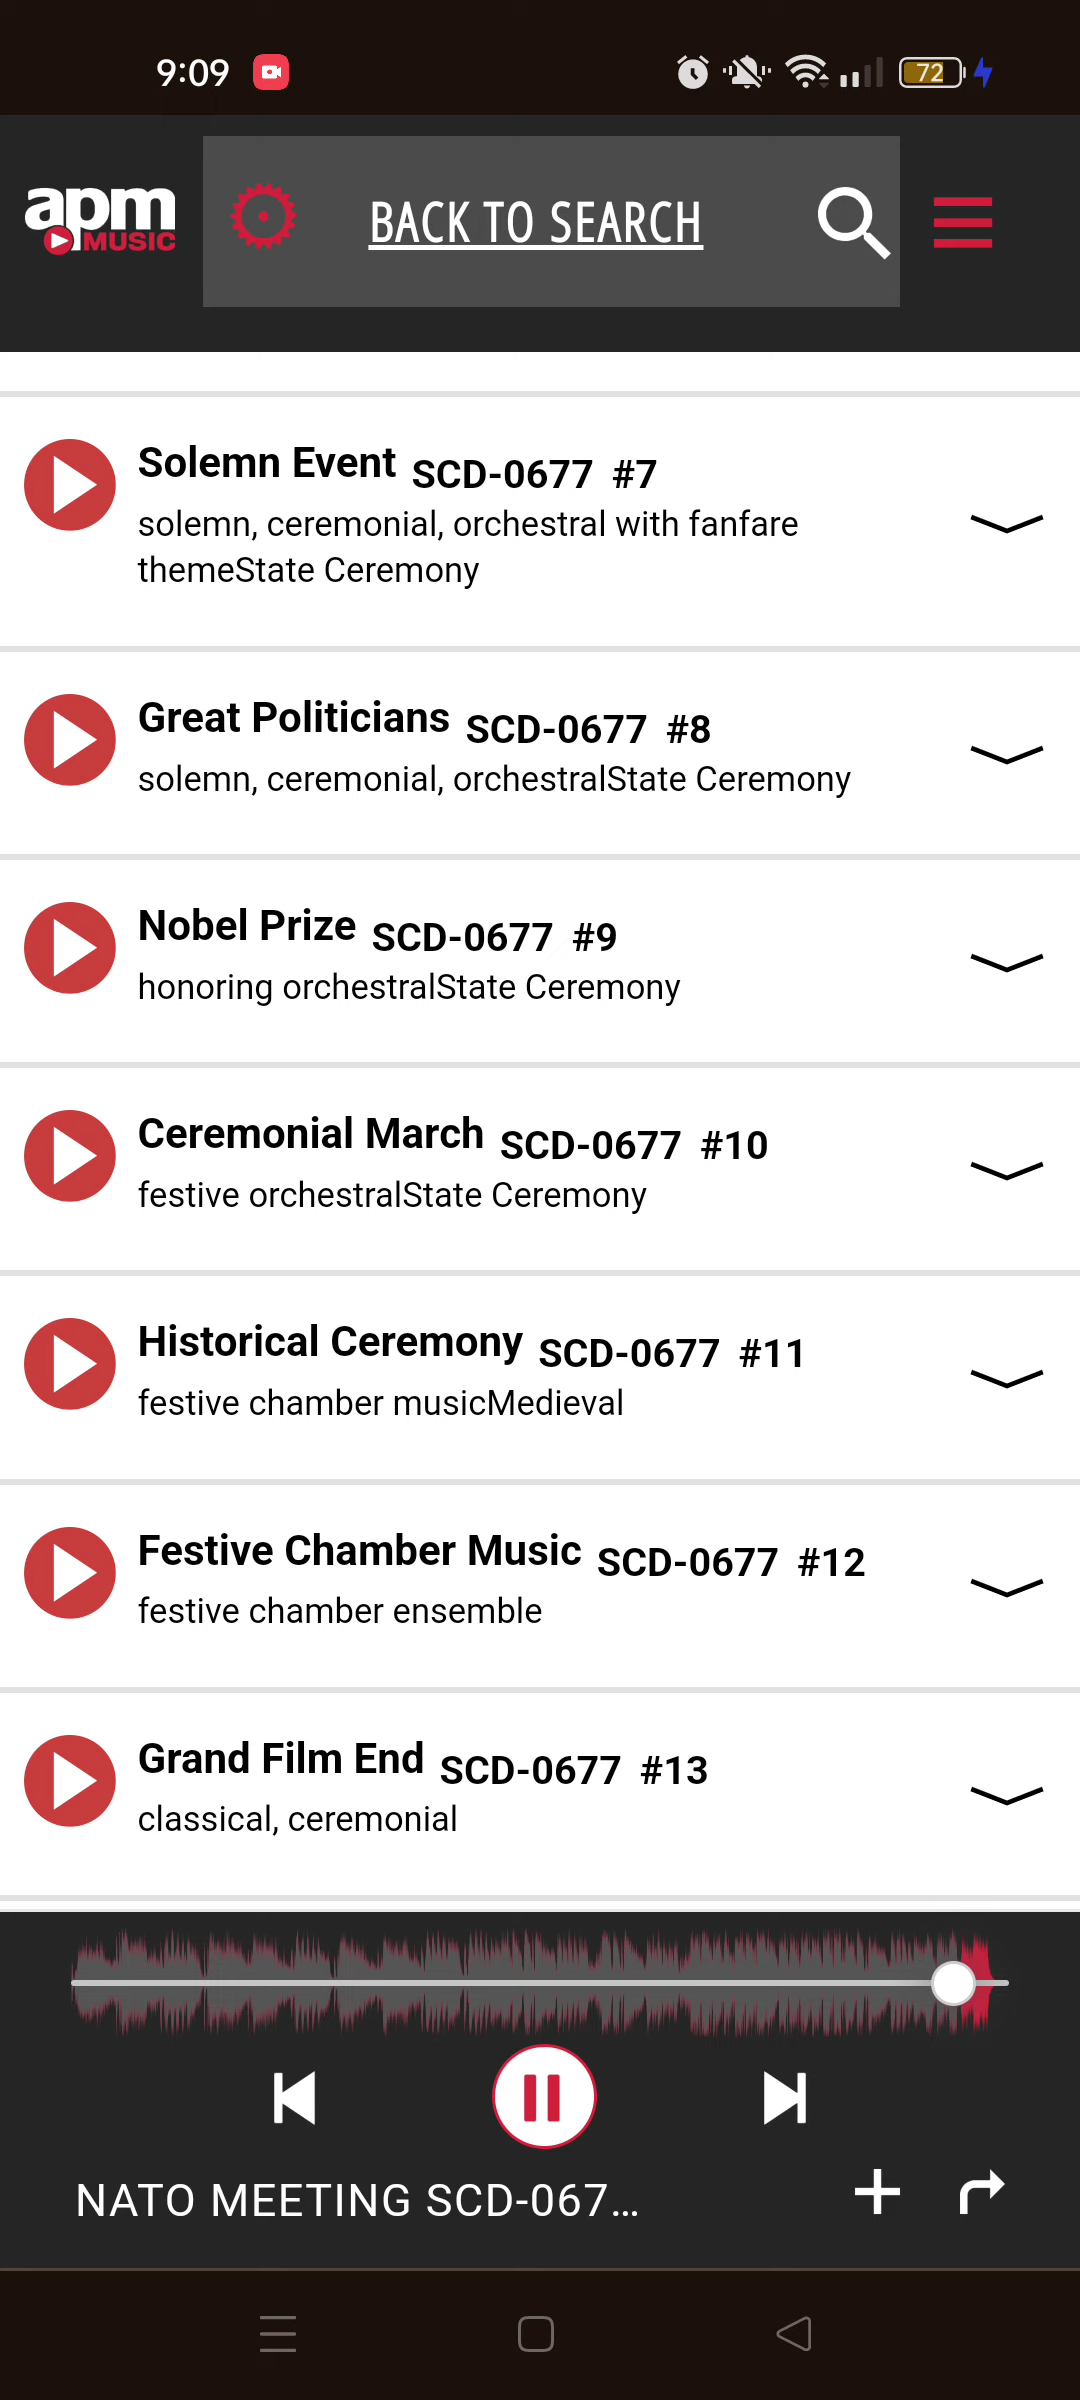 9:09
72
apm
MUSIC
BACK TO SEARCH
Solemn Event SCD-0677 #7
solemn, ceremonial, orchestral with fanfare
themeState Ceremony
Great Politicians SCD-0677 #8
solemn, ceremonial, orchestralState Ceremony
Nobel Prize SCD-0677 #9
honoring orchestralState Ceremony
Ceremonial March SCD-0677 #10
festive orchestralState Ceremony
Historical Ceremony SCD-0677 #11
festive chamber musicMedieval
Festive Chamber Music SCD-0677 #12
festive chamber ensemble
Grand Film End SCD-0677 #13
classical, ceremonial
NATO MEETING SCD-067...